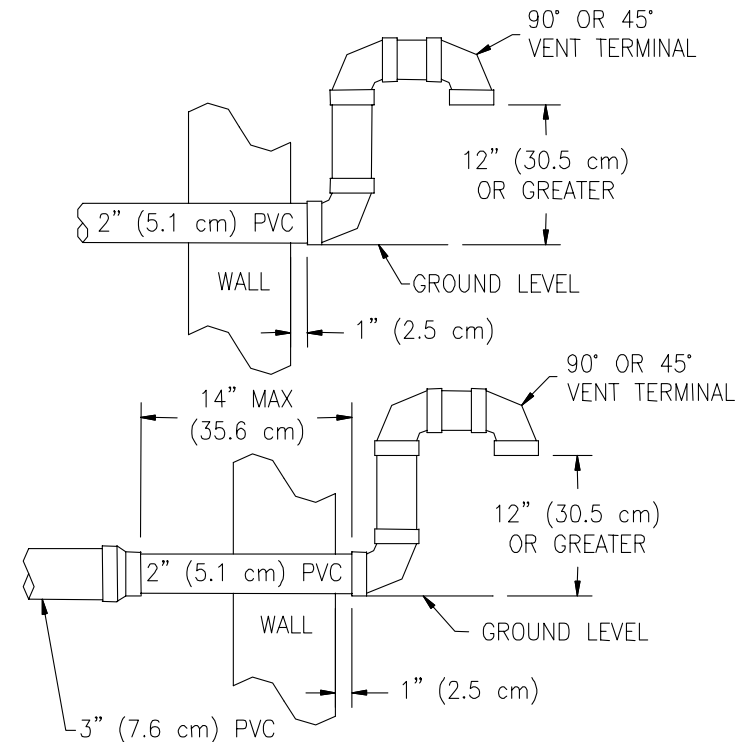 90° OR 45°
VENT TERMINAL
12" (30.5 cm)
OR GREATER
2" (5.1 cm) PVC
WALL
GROUND LEVEL
1" (2.5 cm)
90° OR 45°
VENT TERMINAL
14" MAX
(35.6 cm)
12" (30.5 cm)
OR GREATER
2" (5.1 cm) PVC
WALL
GROUND LEVEL
1" (2.5 cm)
3" (7.6 cm) PVC